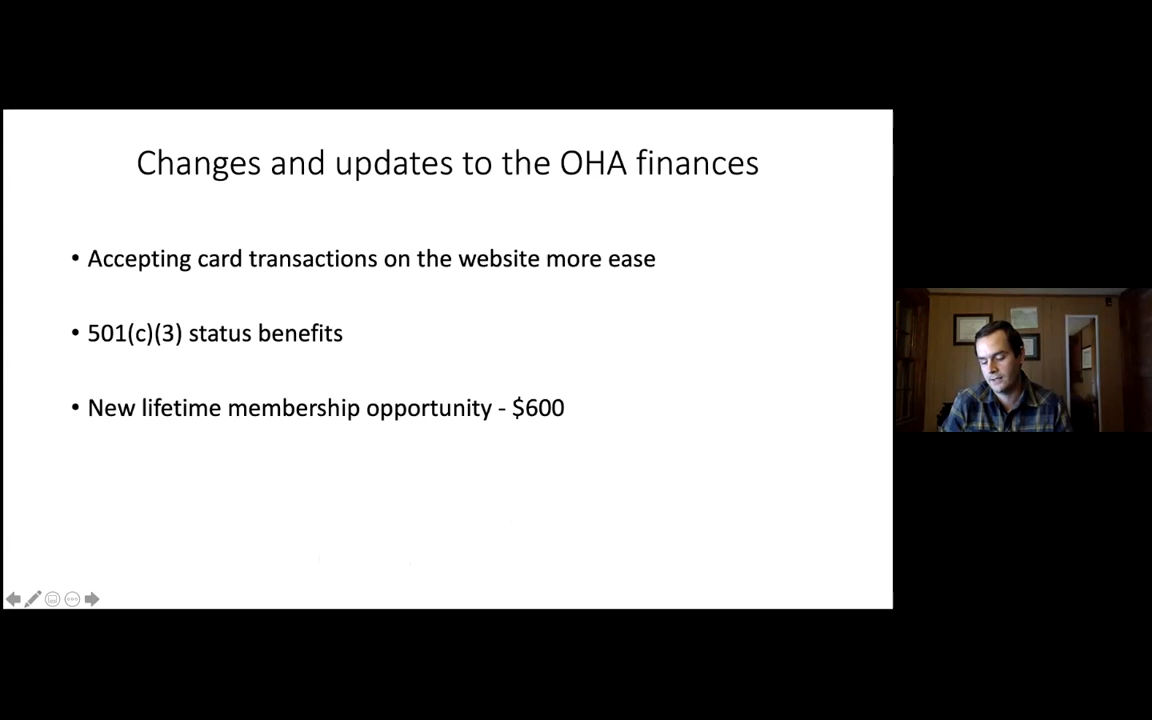 Changes and updates to the OHA finances
• Accepting card transactions on the website more ease
• 501(c)(3) status benefits
• New lifetime membership opportunity - $600